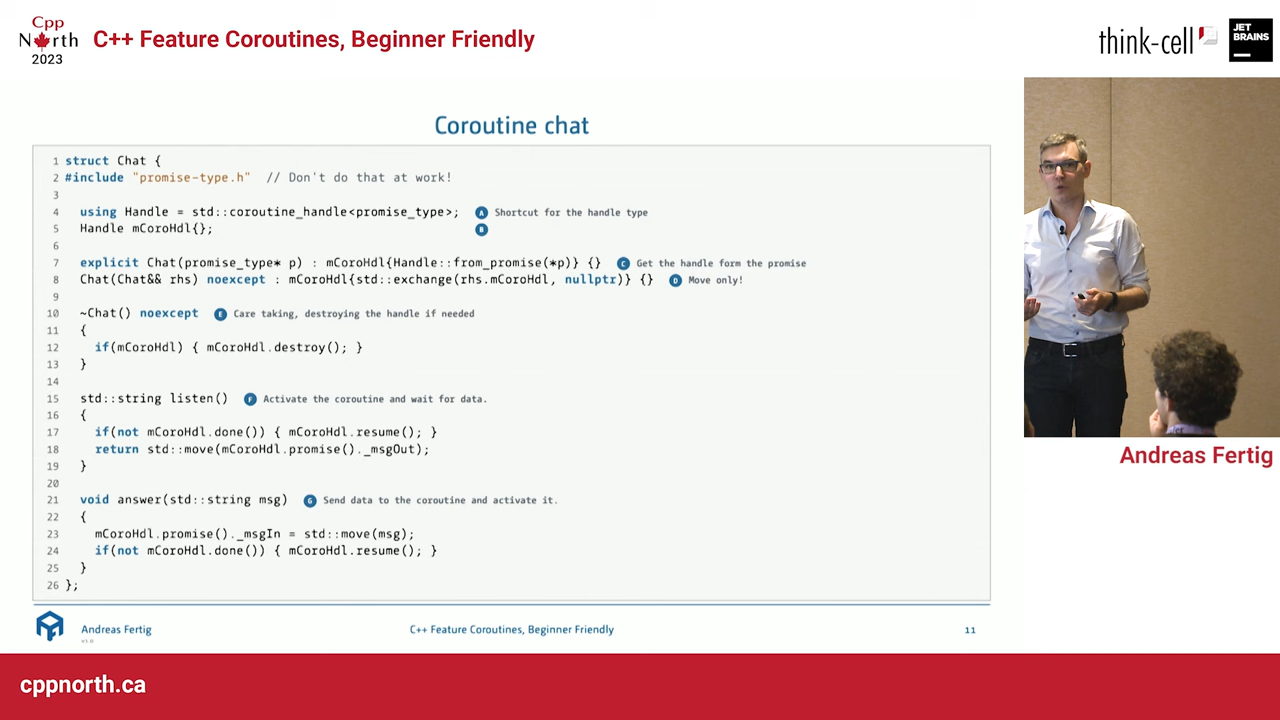 Cpp
North
2023
C++ Feature Coroutines, Beginner Friendly
think-cell
JET
BRAINS
Coroutine chat
1 struct Chat {
2 #include "promise-type.h" // Don't do that at work!
3
4 using Handle = std::coroutine_handle<promise_type>; A Shortcut for the handle type
5 Handle mCoroHdl{}; B
6
7 explicit Chat(promise_type* p) : mCoroHdl{Handle::from_promise(*p)} {} C Get the handle form the promise
8 Chat(Chat&& rhs) noexcept : mCoroHdl{std::exchange(rhs.mCoroHdl, nullptr)} {} D Move only!
9
10 ~Chat() noexcept E Care taking, destroying the handle if needed
11 {
12 if(mCoroHdl) { mCoroHdl.destroy(); }
13 }
14
15 std::string listen() F Activate the coroutine and wait for data.
16 {
17 if(not mCoroHdl.done()) { mCoroHdl.resume(); }
18 return std::move(mCoroHdl.promise()._msgOut);
19 }
20
21 void answer(std::string msg) G Send data to the coroutine and activate it.
22 {
23 mCoroHdl.promise()._msgIn = std::move(msg);
24 if(not mCoroHdl.done()) { mCoroHdl.resume(); }
25 }
26 };
Andreas Fertig
v1.0
C++ Feature Coroutines, Beginner Friendly
11
Andreas Fertig
cppnorth.ca